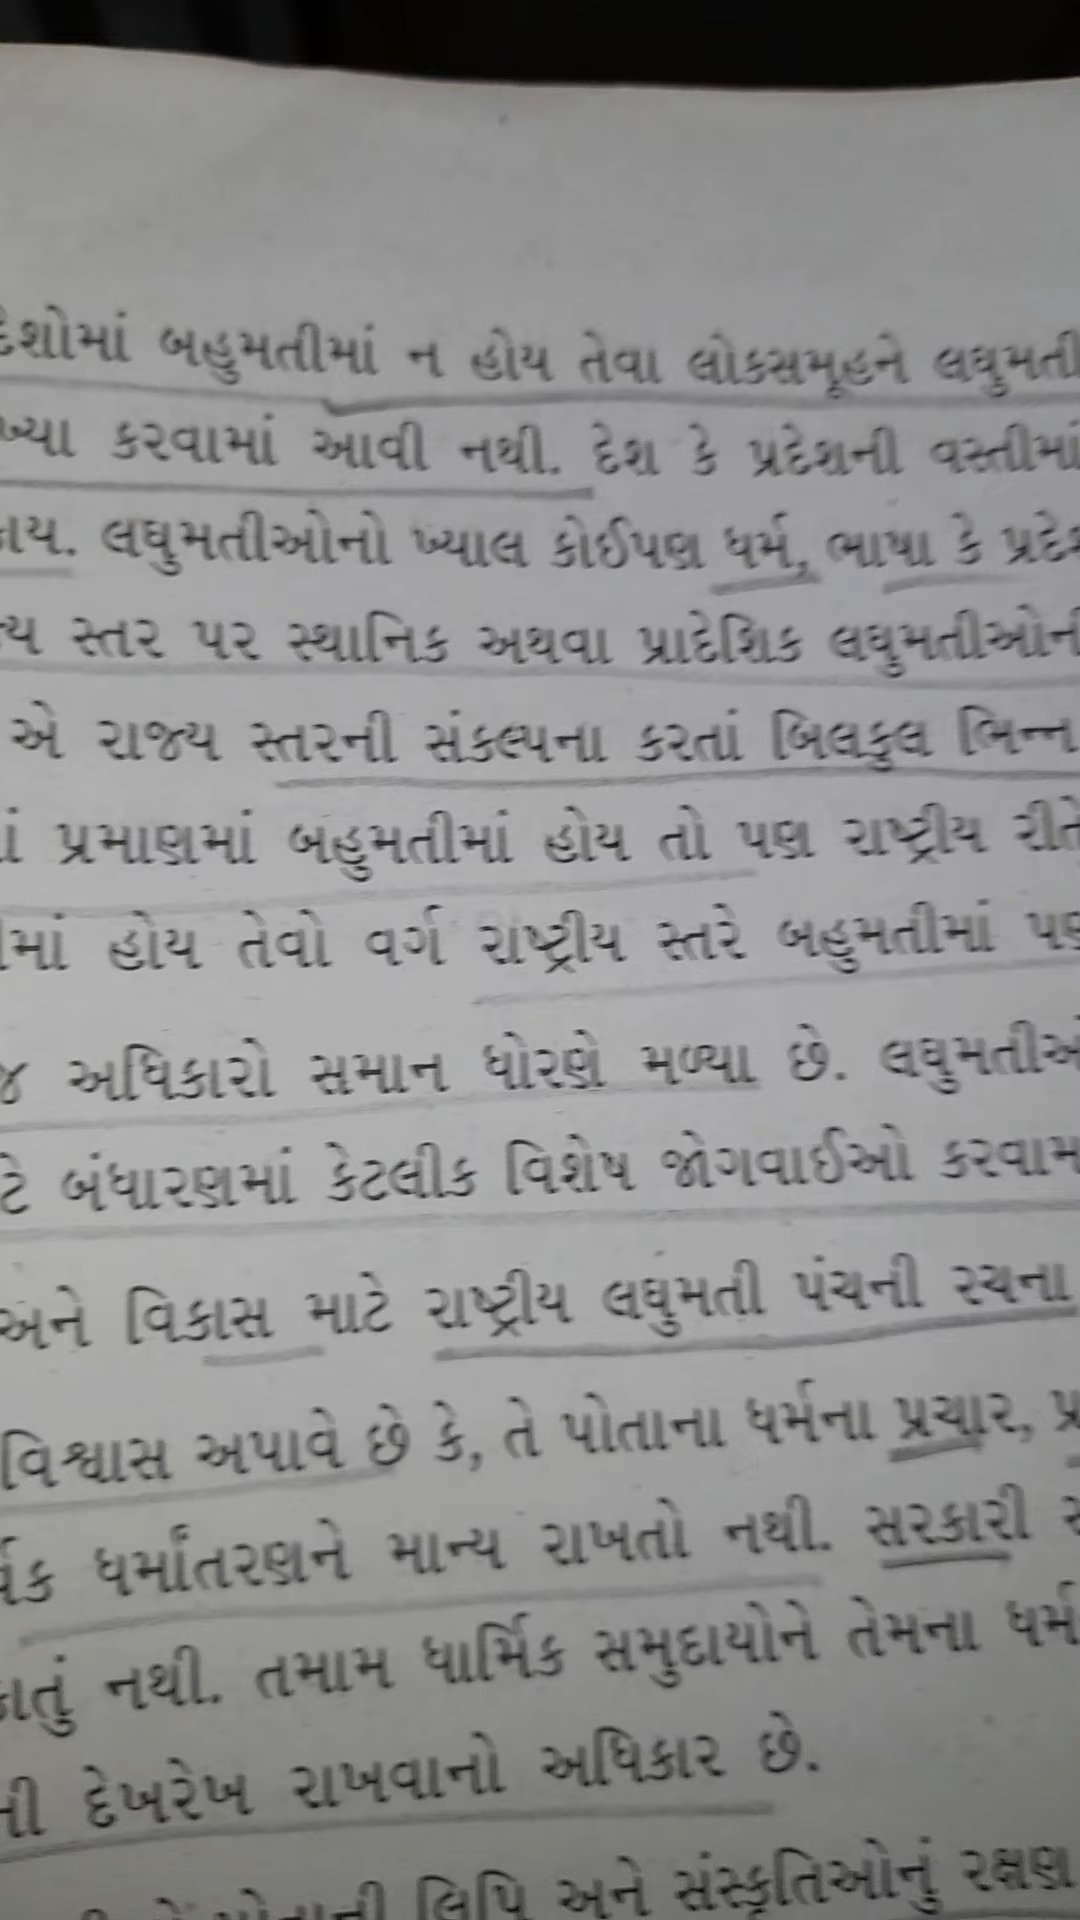 દેશોમાં બહુમતીમાં ન હોય તેવા લોકસમૂહને લઘુમતી
ખ્યા કરવામાં આવી નથી. દેશ કે પ્રદેશની વસ્તીમાં
લઘુમતીઓનો ખ્યાલ કોઈપણ ધર્મ, ભાષા કે પ્રદેશ
સ્તર પર સ્થાનિક અથવા પ્રાદેશિક લઘુમતીઓની
એ રાજ્ય સ્તરની સંકલ્પના કરતાં બિલકુલ ભિન્ન
પ્રમાણમાં બહુમતીમાં હોય તો પણ રાષ્ટ્રીય રીતે
માં હોય તેવો વર્ગ રાષ્ટ્રીય સ્તરે બહુમતીમાં પણ
જ અધિકારો સમાન ધોરણે મળ્યા છે. લઘુમતીઓ
ટે બંધારણમાં કેટલીક વિશેષ જોગવાઈઓ કરવામ
અને વિકાસ માટે રાષ્ટ્રીય લઘુમતી પંચની રચના
વિશ્વાસ અપાવે છે કે, તે પોતાના ધર્મના પ્રચાર, પ્ર
ધર્માંતરણને માન્ય રાખતો નથી. સરકારી
નથી. તમામ ધાર્મિક સમુદાયોને તેમના ધર્મ
ની દેખરેખ રાખવાનો અધિકાર છે.
લિપિ અને સંસ્કૃતિઓનું રક્ષણ